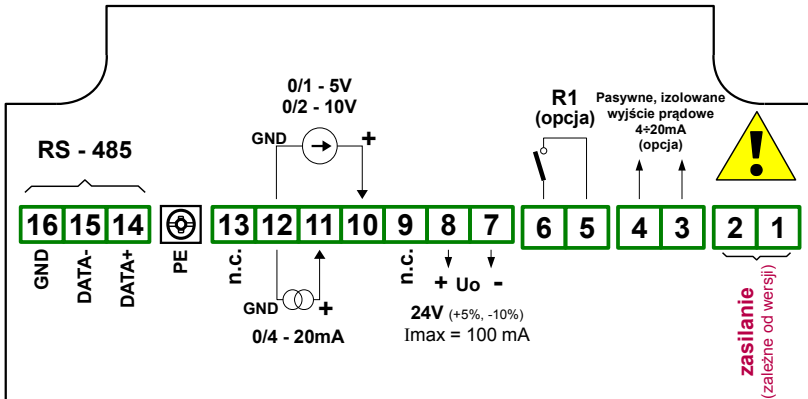 0/1 - 5V
0/2 - 10V
GND
+
R1
(opcja)
Pasywne, izolowane
wyjście prądowe
4÷20mA
(opcja)
!
RS - 485
16 15 14 13 12 11 10 9 8 7 6 5 4 3 2 1
GND
DATA-
DATA+
PE
n.c.
GND
+
0/4 - 20mA
n.c.
+ Uo -
24V (+5%, -10%)
Imax = 100 mA
zasilanie
(zależne od wersji)